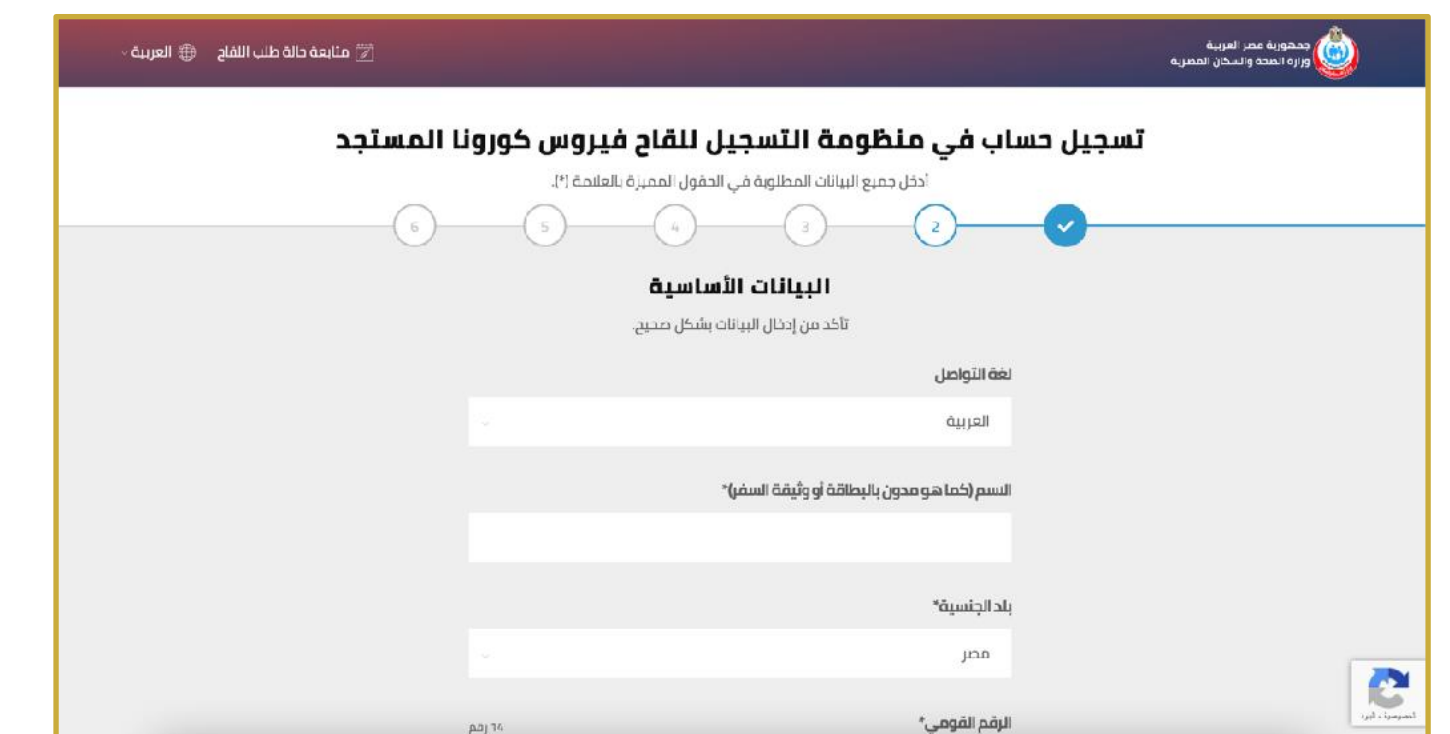 جمهورية مصر العربية
وزارة الصحة والسكان المصرية
متابعة حالة طلب اللقاح
العربية
تسجيل حساب في منظومة التسجيل للقاح فيروس كورونا المستجد
أدخل جميع البيانات المطلوبة في الحقول المميزة بالعلامة (*).
2
3
4
5
6
البيانات الأساسية
تأكد من إدخال البيانات بشكل صحيح.
لغة التواصل
العربية
الاسم (كما هو مدون بالبطاقة أو وثيقة السفر)*
بلد الجنسية*
مصر
الرقم القومي*
14 رقم